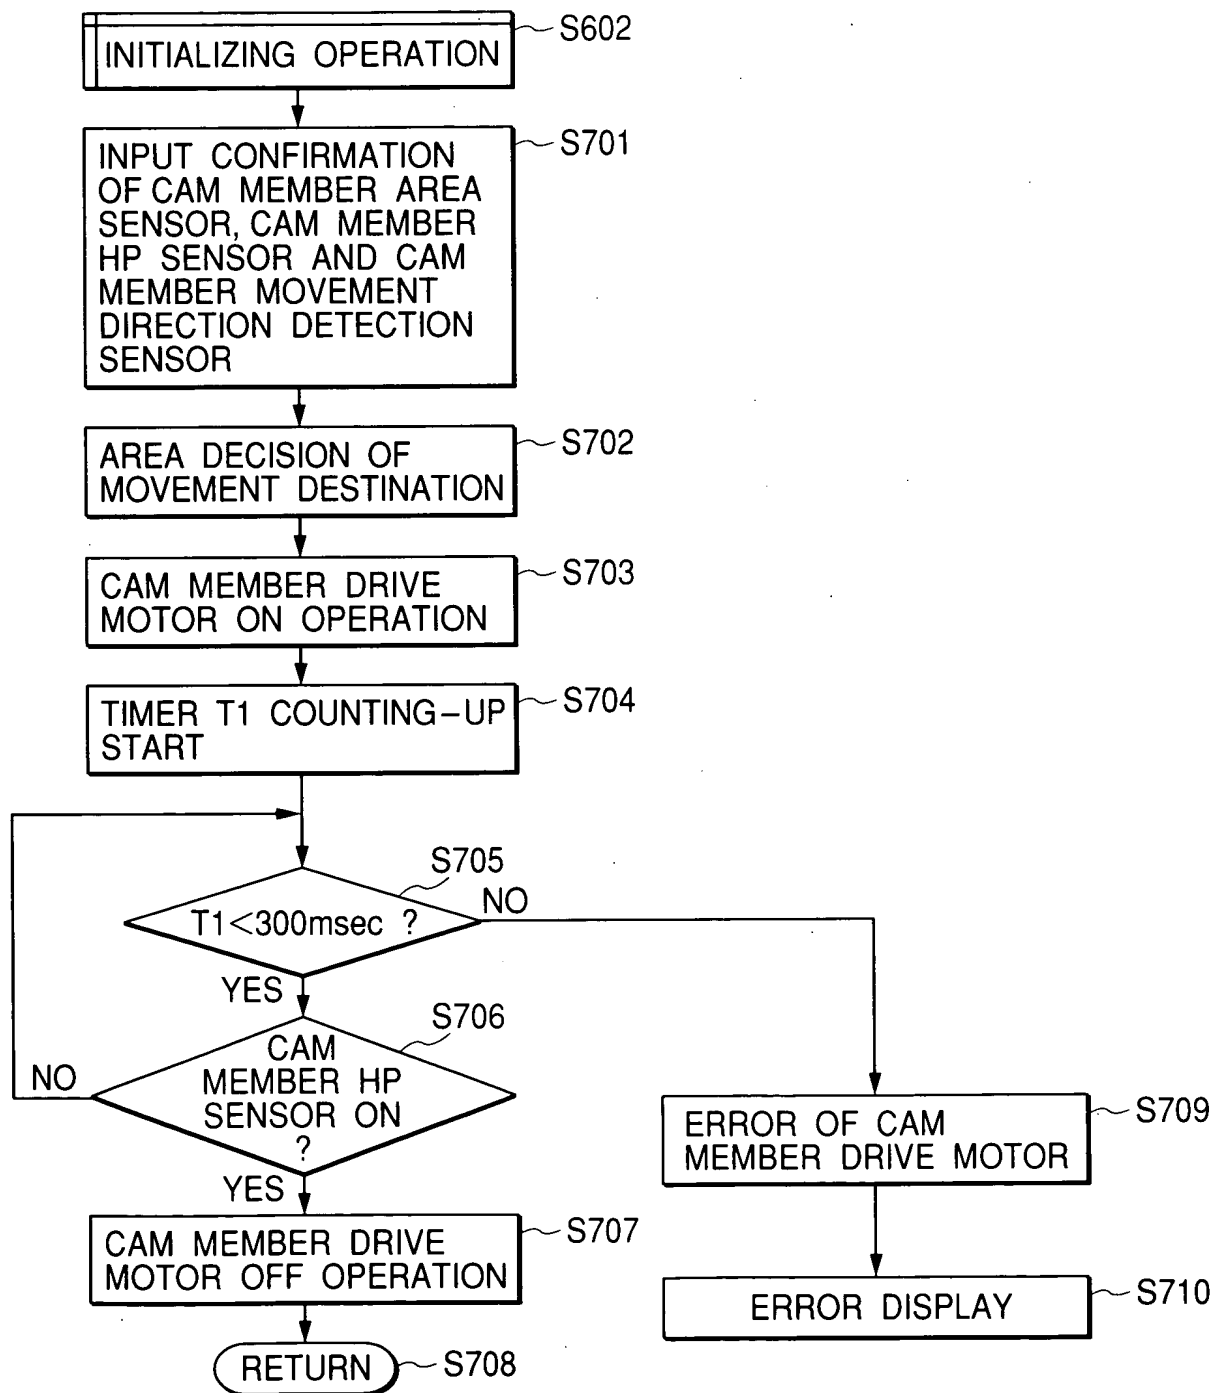 INITIALIZING OPERATION
S602
INPUT CONFIRMATION
OF CAM MEMBER AREA
SENSOR, CAM MEMBER
HP SENSOR AND CAM
MEMBER MOVEMENT
DIRECTION DETECTION
SENSOR
S701
AREA DECISION OF
MOVEMENT DESTINATION
S702
CAM MEMBER DRIVE
MOTOR ON OPERATION
S703
TIMER T1 COUNTING-UP
START
S704
T1<300msec ?
S705
NO
YES
CAM
MEMBER HP
SENSOR ON
?
S706
NO
YES
CAM MEMBER DRIVE
MOTOR OFF OPERATION
S707
RETURN
S708
ERROR OF CAM
MEMBER DRIVE MOTOR
S709
ERROR DISPLAY
S710